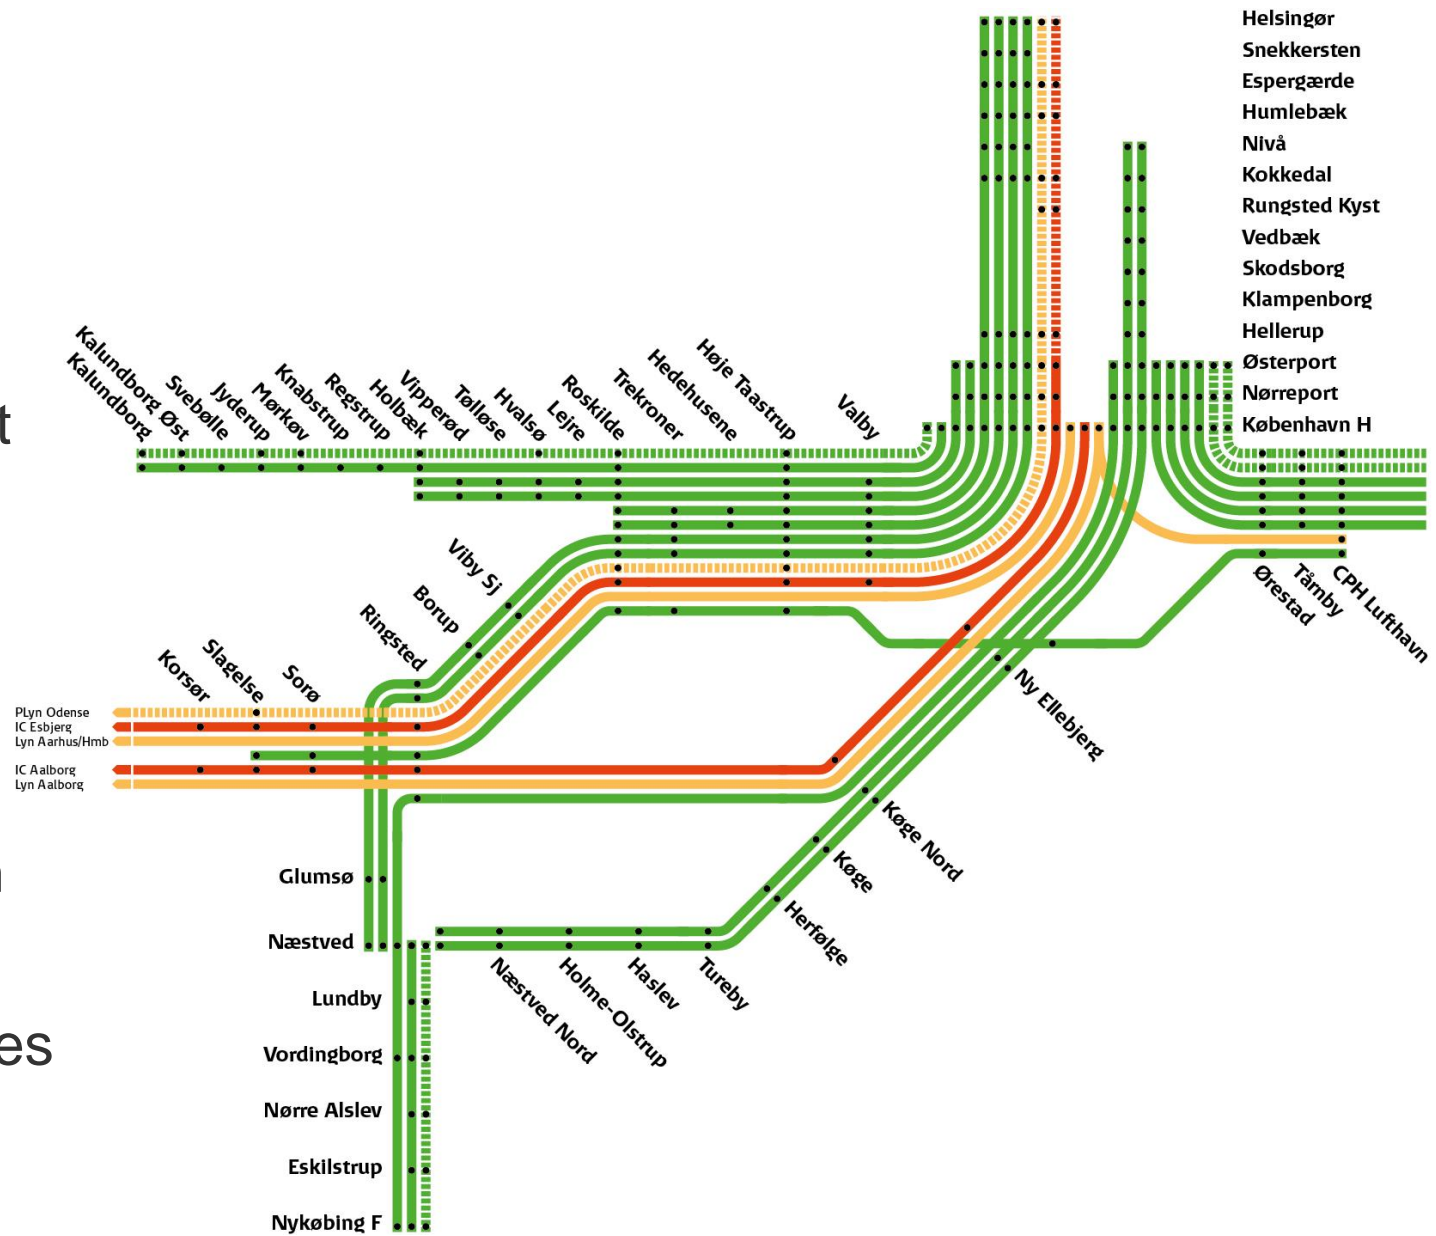 Helsingør
Snekkersten
Espergærde
Humlebæk
Nivå
Kokkedal
Rungsted Kyst
Vedbæk
Skodsborg
Klampenborg
Hellerup
Østerport
Nørreport
København H
Kalundborg
Kalundborg Øst
Svebølle
Jyderup
Mørkøv
Knabstrup
Regstrup
Holbæk
Vipperød
Tølløse
Hvalsø
Lejre
Roskilde
Trekroner
Hedehusene
Høje Taastrup
Valby
t
Viby Sj
Borup
Ringsted
Korsør
Slagelse
Sorø
Ørestad
Tårnby
CPH Lufthavn
PLyn Odense
IC Esbjerg
Lyn Aarhus/Hmb
IC Aalborg
Lyn Aalborg
Ny Ellebjerg
Køge Nord
Køge
Herfølge
Glumsø
Næstved
Næstved Nord
Holme-Olstrup
Haslev
Tureby
Lundby
es
Vordingborg
Nørre Alslev
Eskilstrup
Nykøbing F